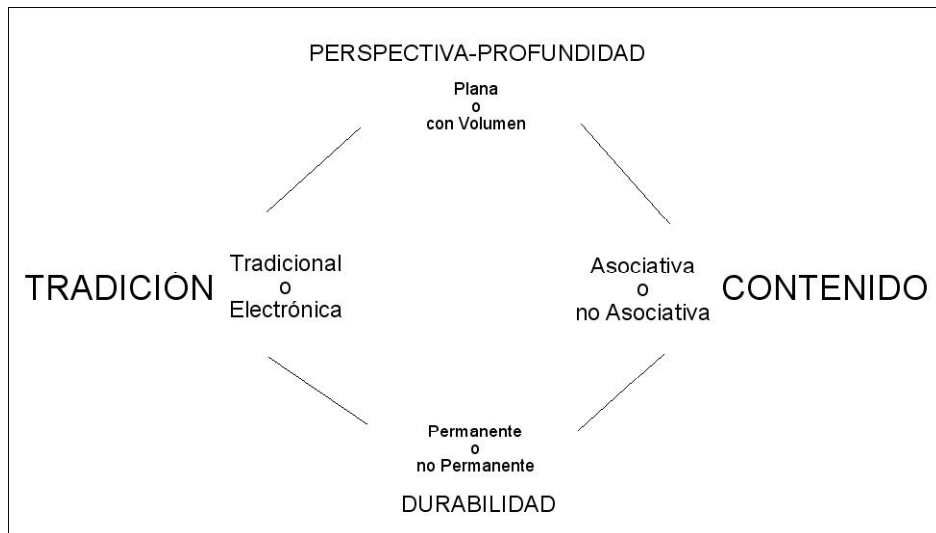 PERSPECTIVA-PROFUNDIDAD
Plana
o
con Volumen
TRADICIÓN
Tradicional
o
Electrónica
Asociativa
o
no Asociativa
CONTENIDO
Permanente
o
no Permanente
DURABILIDAD